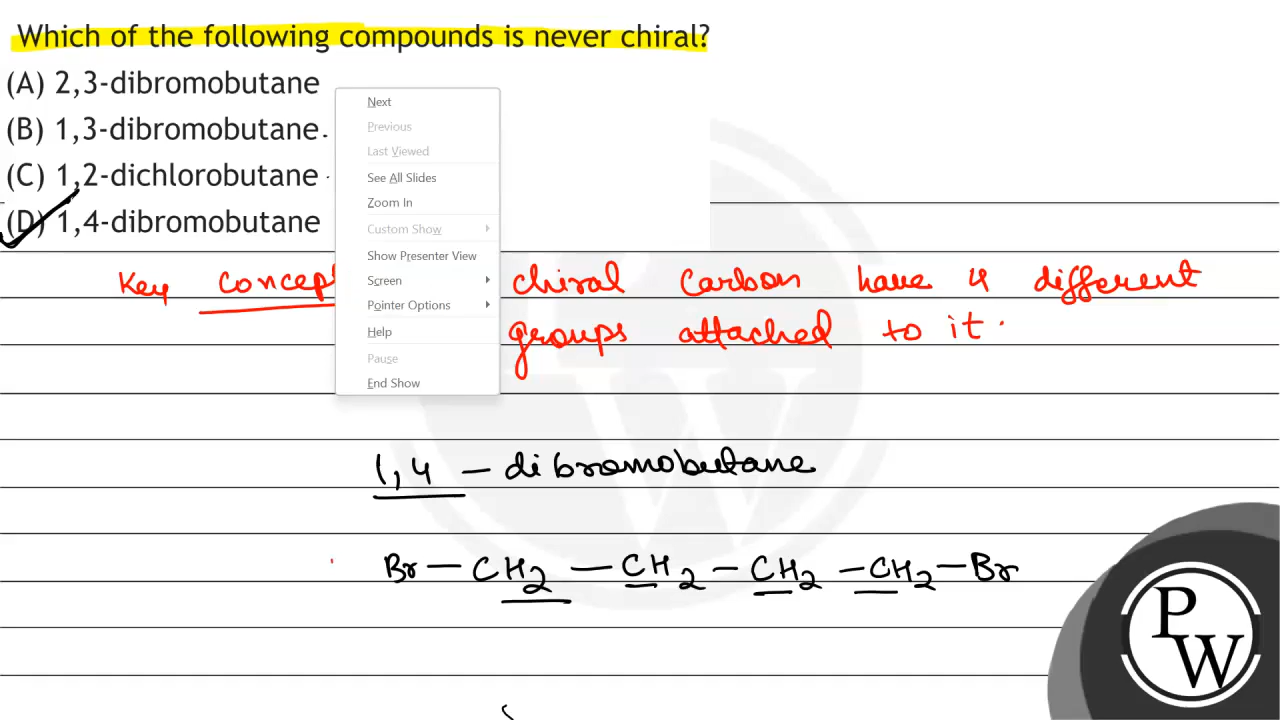 Which of the following compounds is never chiral?
(A) 2,3-dibromobutane
(B) 1,3-dibromobutane.
(C) 1,2-dichlorobutane
(D) 1,4-dibromobutane
Next
Previous
Last Viewed
See All Slides
Zoom In
Custom Show
Show Presenter View
Screen
Pointer Options
Help
Pause
End Show
Key concept chiral carbon have 4 different
groups attached to it.
1,4 - dibromobutane
Br — CH2 — CH2 — CH2 — CH2 — Br
P
W